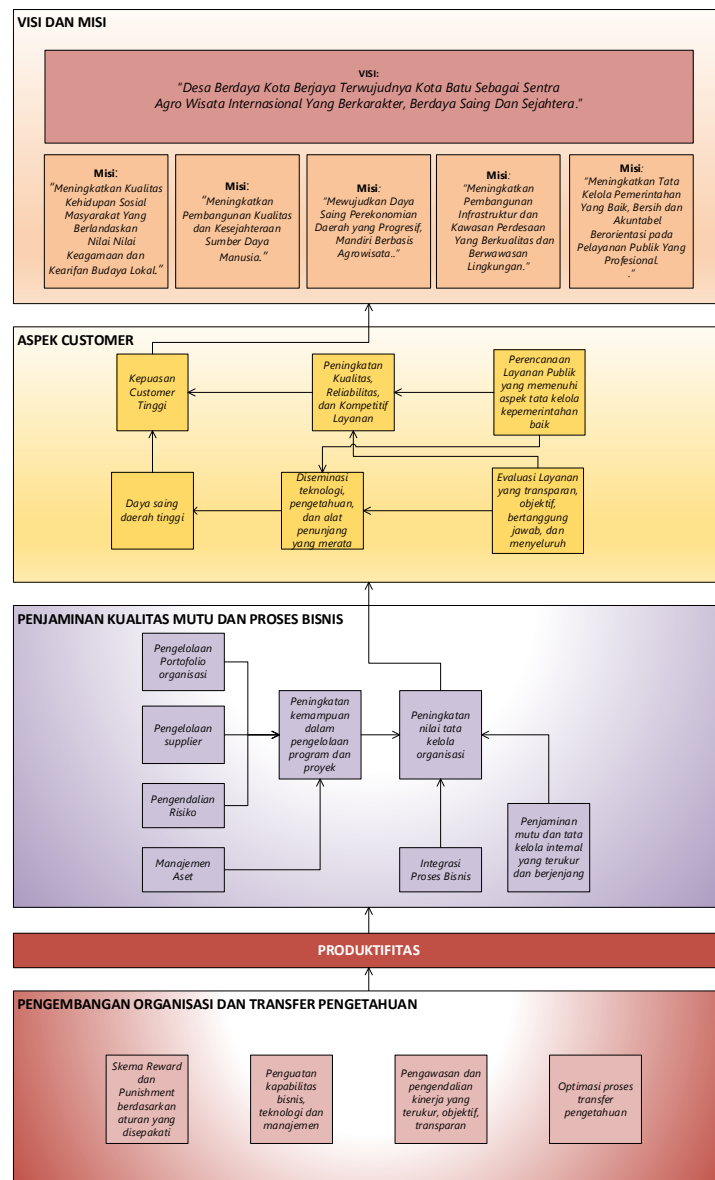 VISI DAN MISI
VISI:
"Desa Berdaya Kota Berjaya Terwujudnya Kota Batu Sebagai Sentra
Agro Wisata Internasional Yang Berkarakter, Berdaya Saing Dan Sejahtera."
Misi:
"Meningkatkan Kualitas
Kehidupan Sosial
Masyarakat Yang
Berlandaskan
Nilai Nilai
Keagamaan dan
Kearifan Budaya Lokal."
Misi:
"Meningkatkan
Pembangunan Kualitas
dan Kesejahteraan
Sumber Daya
Manusia."
Misi:
"Mewujudkan Daya
Saing Perekonomian
Daerah yang Progresif,
Mandiri Berbasis
Agrowisata.."
Misi:
"Meningkatkan
Pembangunan
Infrastruktur dan
Kawasan Perdesaan
Yang Berkualitas dan
Berwawasan
Lingkungan."
Misi:
"Meningkatkan Tata
Kelola Pemerintahan
Yang Baik, Bersih dan
Akuntabel
Berorientasi pada
Pelayanan Publik Yang
Profesional.
."
ASPEK CUSTOMER
Kepuasan
Customer
Tinggi
Peningkatan
Kualitas,
Reliabilitas,
dan Kompetitif
Layanan
Perencanaan
Layanan Publik
yang memenuhi
aspek tata kelola
kepemerintahan
baik
Daya saing
daerah tinggi
Diseminasi
teknologi,
pengetahuan,
dan alat
penunjang
yang merata
Evaluasi Layanan
yang transparan,
objektif,
bertanggung
jawab, dan
menyeluruh
PENJAMINAN KUALITAS MUTU DAN PROSES BISNIS
Pengelolaan
Portofolio
organisasi
Pengelolaan
supplier
Pengendalian
Risiko
Manajemen
Aset
Peningkatan
kemampuan
dalam
pengelolaan
program dan
proyek
Peningkatan
nilai tata
kelola
organisasi
Integrasi
Proses Bisnis
Penjaminan
mutu dan tata
kelola internal
yang terukur
dan berjenjang
PRODUKTIFITAS
PENGEMBANGAN ORGANISASI DAN TRANSFER PENGETAHUAN
Skema Reward
dan
Punishment
berdasarkan
aturan yang
disepakati
Penguatan
kapabilitas
bisnis,
teknologi dan
manajemen
Pengawasan dan
pengendalian
kinerja yang
terukur, objektif,
transparan
Optimasi proses
transfer
pengetahuan